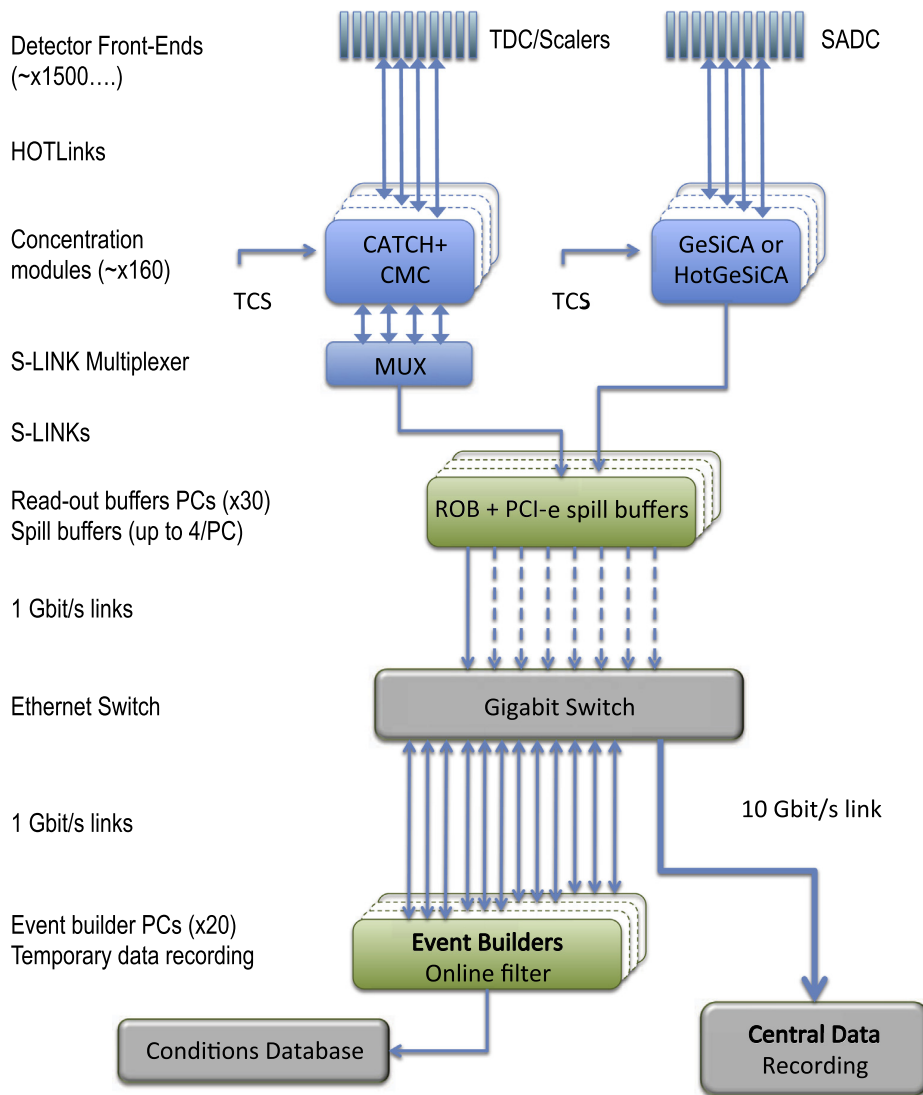 Detector Front-Ends
(~x1500....)
TDC/Scalers
SADC
HOTLinks
Concentration
modules (~x160)
TCS
CATCH+
CMC
TCS
GeSiCA or
HotGeSiCA
S-LINK Multiplexer
MUX
S-LINKs
Read-out buffers PCs (x30)
Spill buffers (up to 4/PC)
ROB + PCI-e spill buffers
1 Gbit/s links
Ethernet Switch
Gigabit Switch
1 Gbit/s links
10 Gbit/s link
Event builder PCs (x20)
Temporary data recording
Event Builders
Online filter
Conditions Database
Central Data
Recording